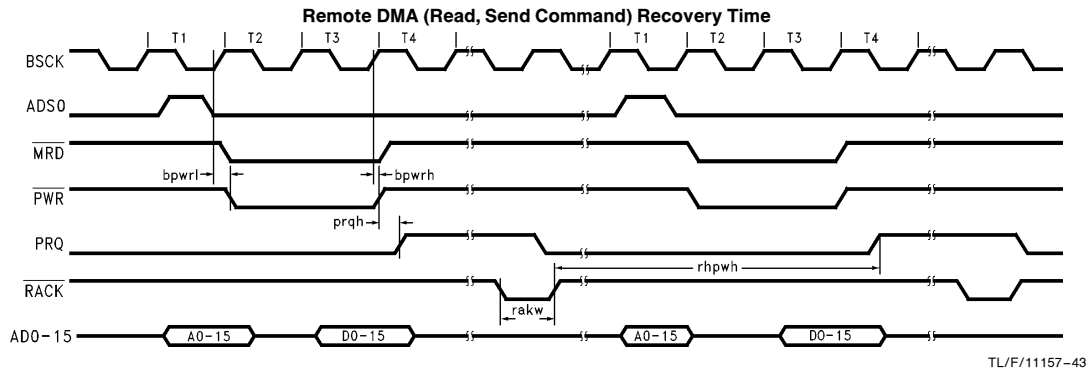 Remote DMA (Read, Send Command) Recovery Time
T1 T2 T3 T4 T1 T2 T3 T4
BSCK
ADS0
MRD
bpwrl bpwrh
PWR
prqh
PRQ
rhpwh
RACK
rakw
AD0-15 A0-15 D0-15 A0-15 D0-15
TL/F/11157–43